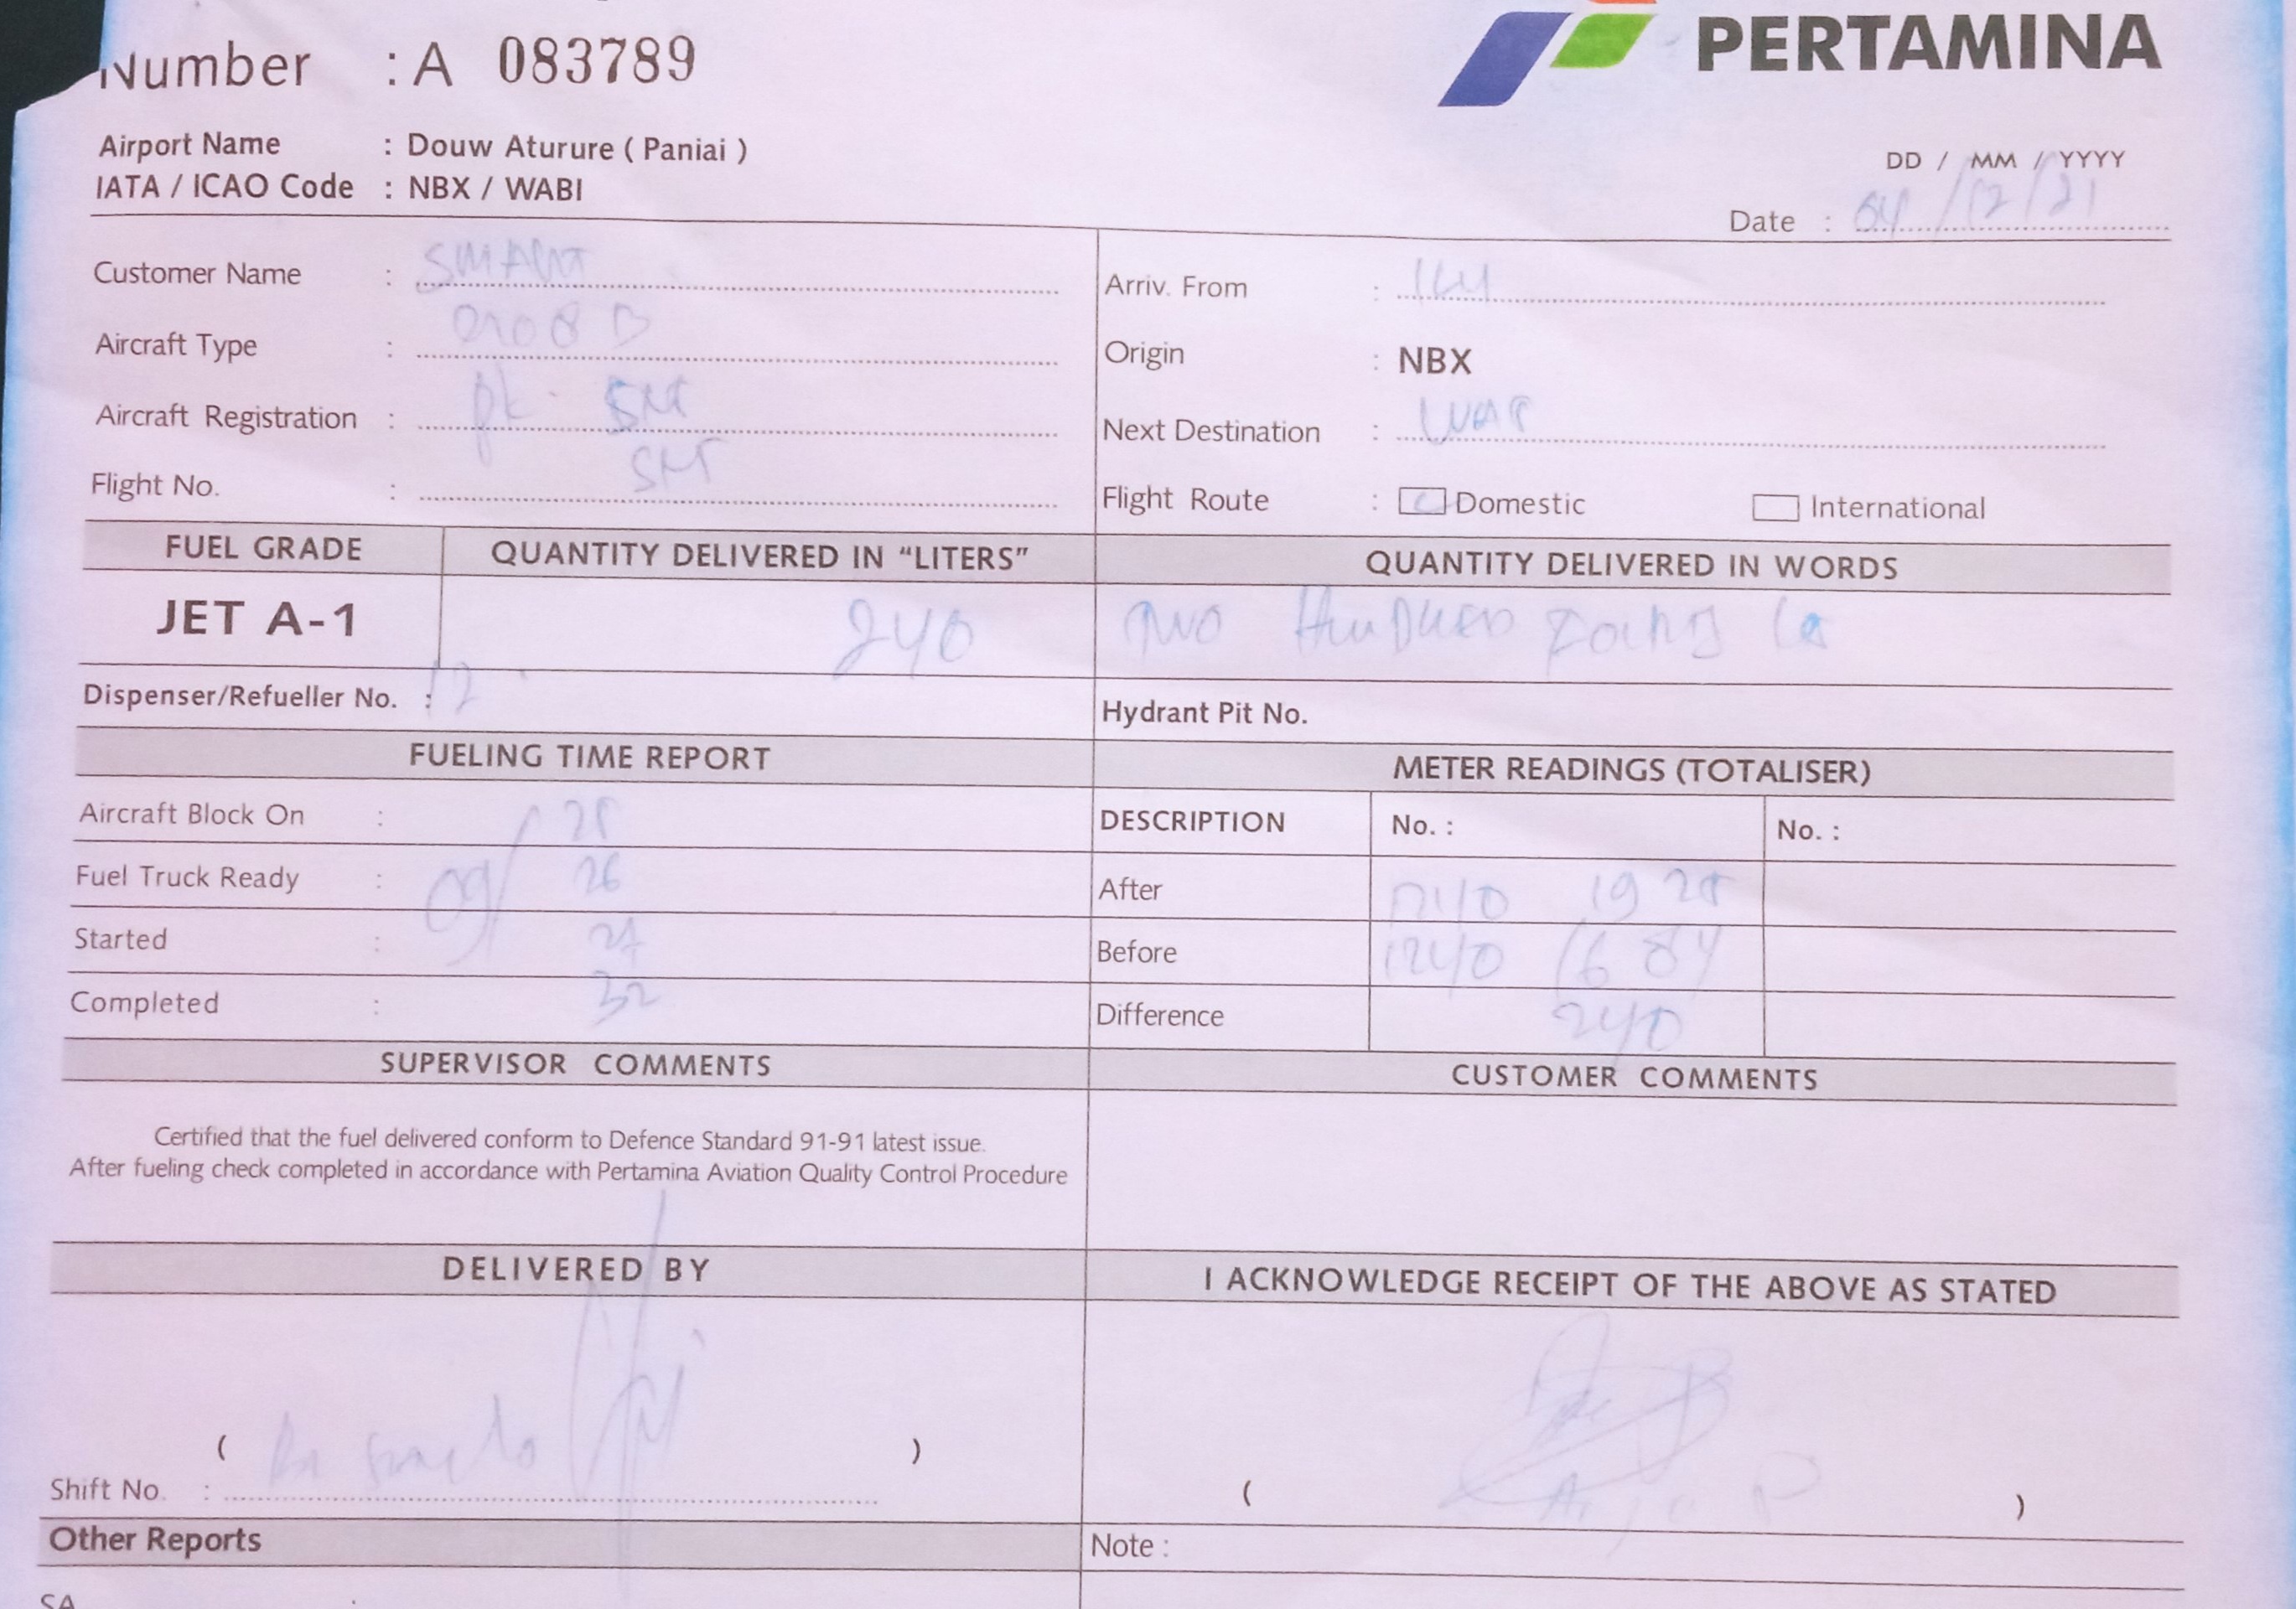 PERTAMINA
Number : A 083789
Airport Name : Douw Aturure ( Paniai )
IATA / ICAO Code : NBX / WABI
DD / MM / YYYY
Date : 04/12/21
Customer Name : SMART
Aircraft Type :
Aircraft Registration : PK-
Flight No. :
Arriv. From :
Origin : NBX
Next Destination :
Flight Route : Domestic International
FUEL GRADE QUANTITY DELIVERED IN “LITERS” QUANTITY DELIVERED IN WORDS
JET A-1 240 TWO HUNDRED
Dispenser/Refueller No. : 12
Hydrant Pit No.
FUELING TIME REPORT
Aircraft Block On :
Fuel Truck Ready : 09/ 26
Started : 27
Completed : 32
METER READINGS (TOTALISER)
DESCRIPTION No. : No. :
After
Before 1240 16 84
Difference 240
SUPERVISOR COMMENTS
Certified that the fuel delivered conform to Defence Standard 91-91 latest issue.
After fueling check completed in accordance with Pertamina Aviation Quality Control Procedure
CUSTOMER COMMENTS
DELIVERED BY
( )
Shift No. :
I ACKNOWLEDGE RECEIPT OF THE ABOVE AS STATED
( )
Other Reports
Note :
SA :